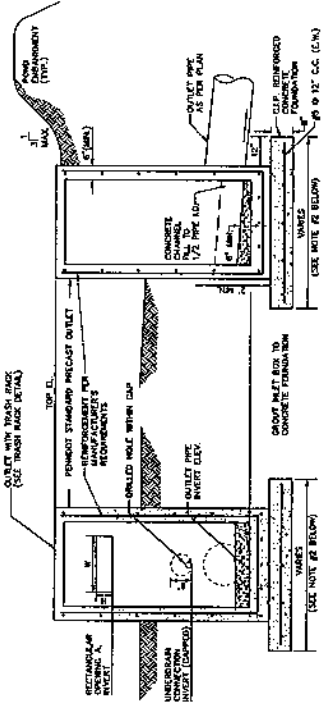 OUTLET WITH TRASH RACK
(SEE TRASH RACK DETAIL)
TOP EL.
PENNDOT STANDARD PRECAST OUTLET
REINFORCEMENT PER
MANUFACTURER'S
REQUIREMENTS
DRILLED HOLE WITHIN CAP
OUTLET PIPE
INVERT ELEV.
RECTANGULAR
OPENING A,
INVERT
W
UNDERDRAIN
CONNECTION
INVERT (CAPPED)
VARIES
(SEE NOTE #2 BELOW)
GROUT INLET BOX TO
CONCRETE FOUNDATION
POND
EMBANKMENT
(TYP.)
3
1
MAX
6" (MIN.)
CONCRETE
CHANNEL
FILL TO
1/2 PIPE I.D.
6" MIN.
OUTLET PIPE
AS PER PLAN
12"
C.I.P. REINFORCED
CONCRETE
FOUNDATION
#5 @ 12" C.C. (E.W.)
VARIES
(SEE NOTE #2 BELOW)